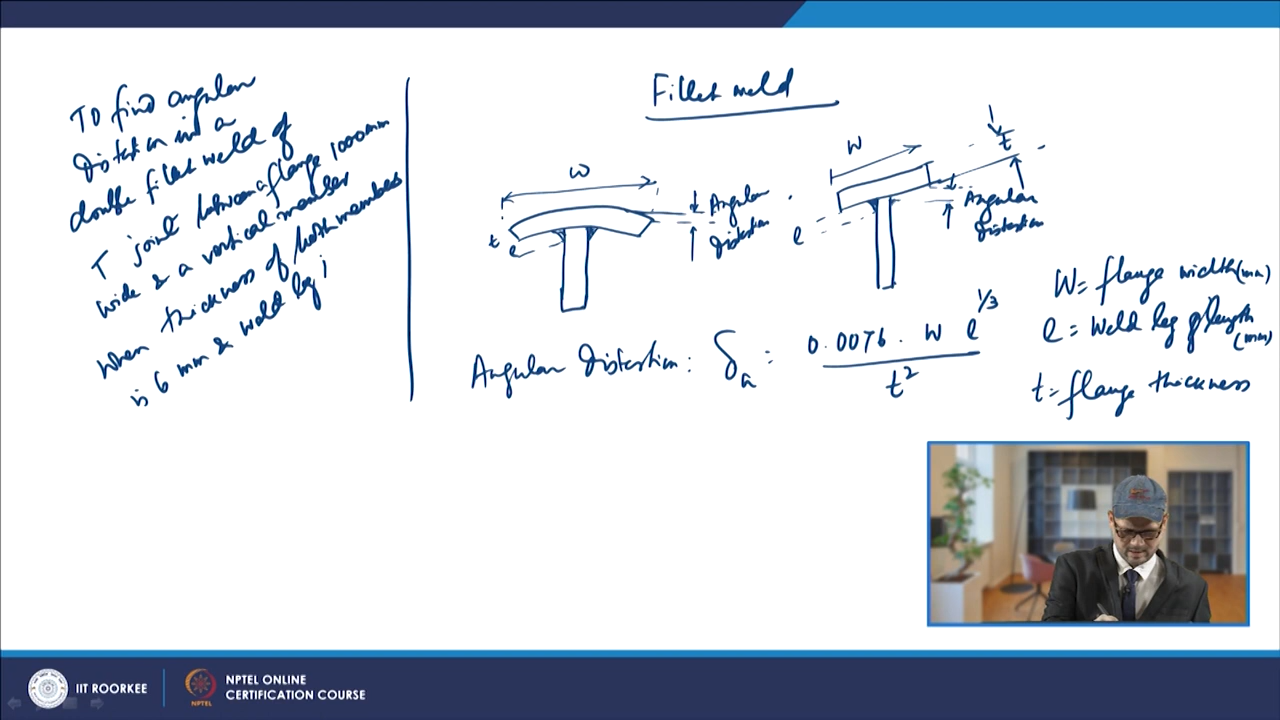 To find angular
distortion in a
double fillet weld of
T joint between a flange 1000mm
wide & a vertical member
When thickness of both members
is 6 mm & weld leg i
Fillet weld
w
t
e
Angular
Distortion
W
t
e
Angular
Distortion
Angular Distortion: δa = 0.0076 . W e^1/3 / t^2
W = flange width (mm)
e = Weld leg length (mm)
t = flange thickness
IIT ROORKEE
NPTEL
NPTEL ONLINE
CERTIFICATION COURSE